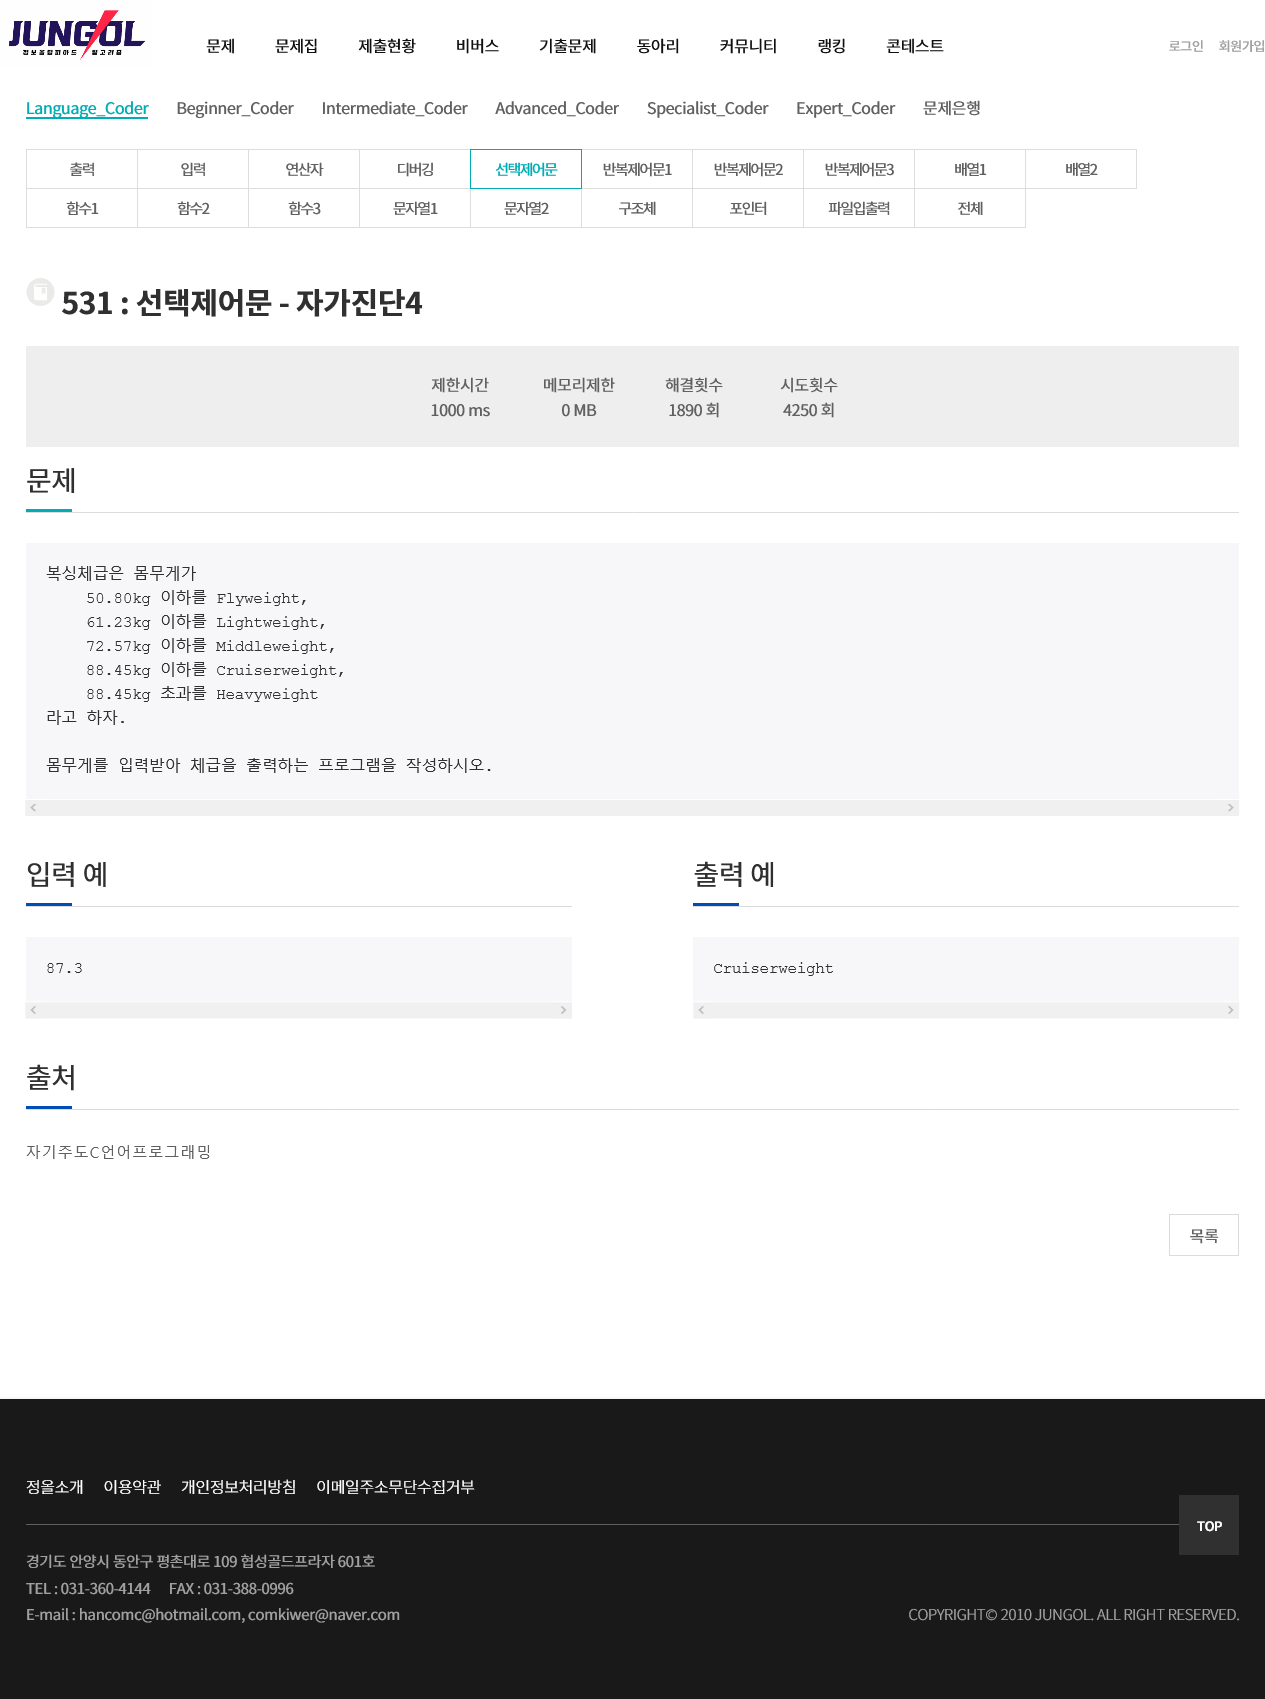 JUNGOL
정보올림피아드 알고리즘
문제 문제집 제출현황 비버스 기출문제 동아리 커뮤니티 랭킹 콘테스트 로그인 회원가입
Language_Coder Beginner_Coder Intermediate_Coder Advanced_Coder Specialist_Coder Expert_Coder 문제은행
출력 입력 연산자 디버깅 선택제어문 반복제어문1 반복제어문2 반복제어문3 배열1 배열2
함수1 함수2 함수3 문자열1 문자열2 구조체 포인터 파일입출력 전체
531 : 선택제어문 - 자가진단4
제한시간 메모리제한 해결횟수 시도횟수
1000 ms 0 MB 1890 회 4250 회
문제
복싱체급은 몸무게가
50.80kg 이하를 Flyweight,
61.23kg 이하를 Lightweight,
72.57kg 이하를 Middleweight,
88.45kg 이하를 Cruiserweight,
88.45kg 초과를 Heavyweight
라고 하자.
몸무게를 입력받아 체급을 출력하는 프로그램을 작성하시오.
입력 예 출력 예
87.3 Cruiserweight
출처
자기주도C언어프로그래밍
목록
정올소개 이용약관 개인정보처리방침 이메일주소무단수집거부
TOP
경기도 안양시 동안구 평촌대로 109 협성골드프라자 601호
TEL : 031-360-4144 FAX : 031-388-0996
E-mail : hancomc@hotmail.com, comkiwer@naver.com COPYRIGHT© 2010 JUNGOL. ALL RIGHT RESERVED.